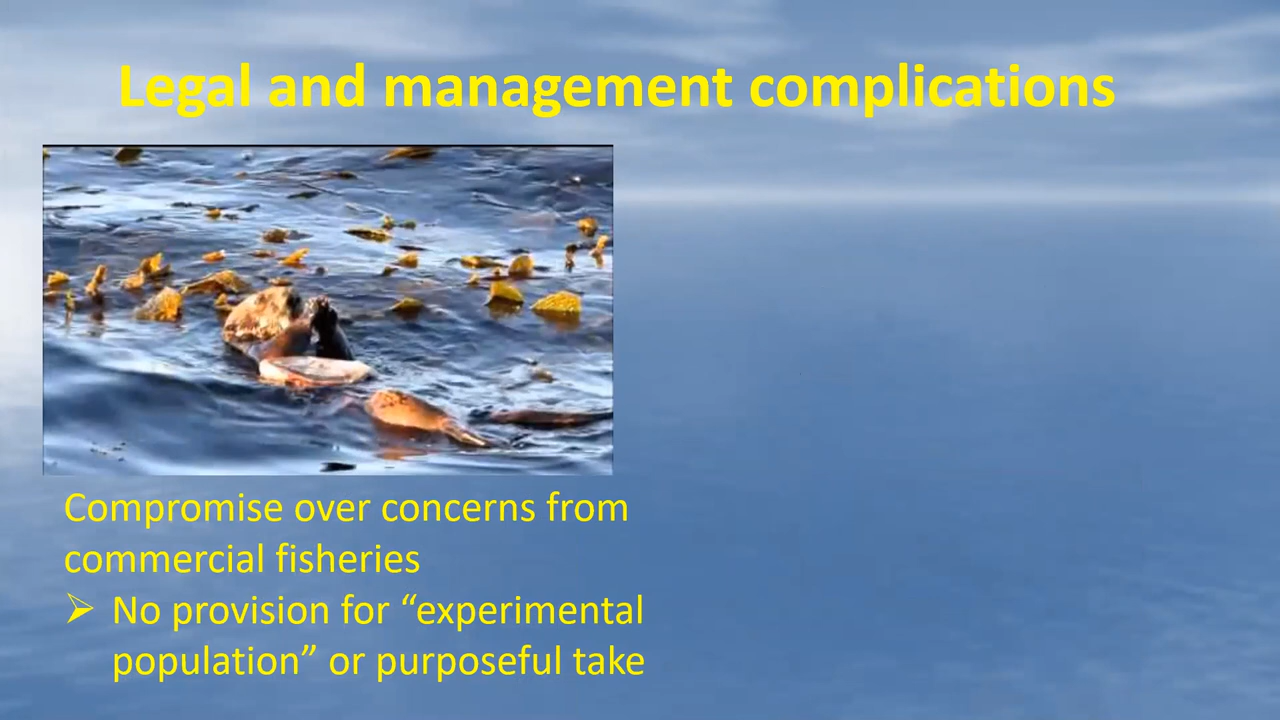 Legal and management complications
Compromise over concerns from
commercial fisheries
➢ No provision for “experimental
population” or purposeful take